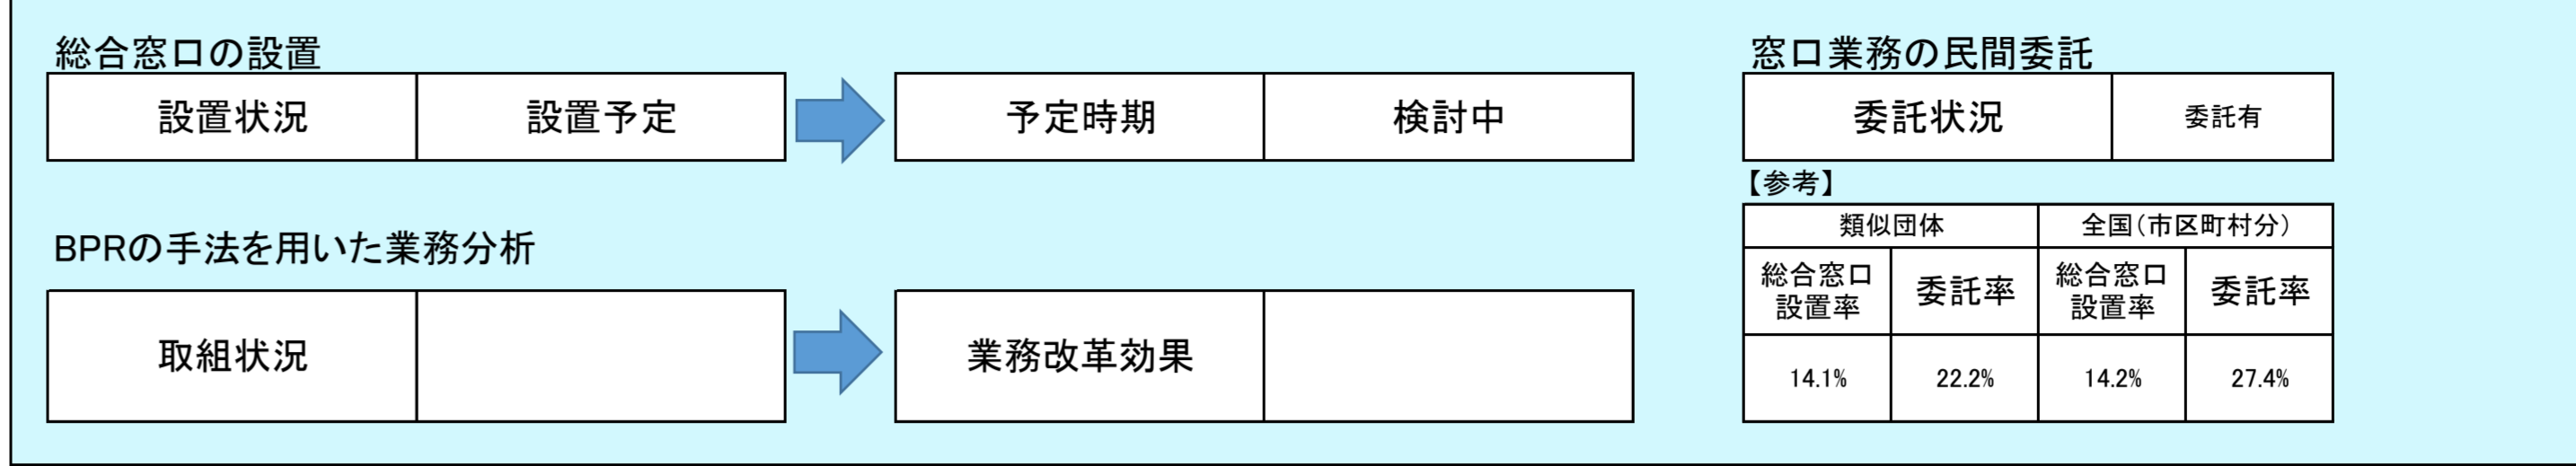 総合窓口の設置
設置状況 設置予定 予定時期 検討中
BPRの手法を用いた業務分析
取組状況 業務改革効果
窓口業務の民間委託
委託状況 委託有
【参考】
類似団体 全国(市区町村分)
総合窓口
設置率
委託率
総合窓口
設置率
委託率
14.1% 22.2% 14.2% 27.4%